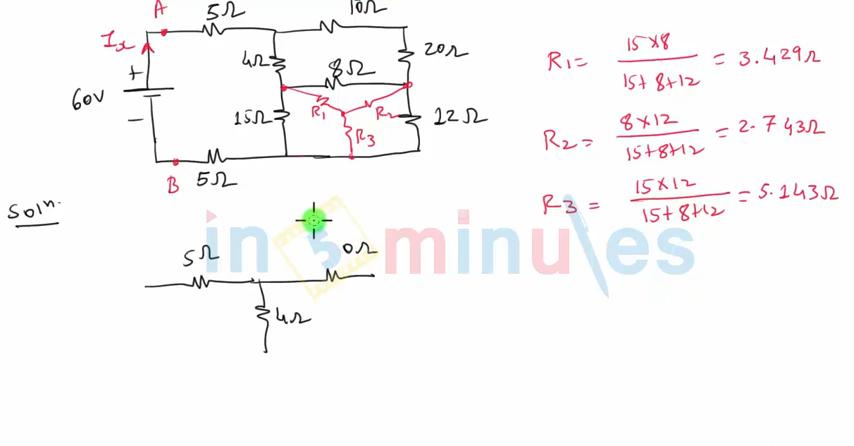 A
5Ω
10Ω
Ix
4Ω
20Ω
8Ω
+
60V
−
15Ω
R1
R2
R3
12Ω
B
5Ω
R1 = 15×8 / 15+8+12 = 3.429Ω
R2 = 8×12 / 15+8+12 = 2.743Ω
R3 = 15×12 / 15+8+12 = 5.143Ω
Soln.
in 5 minutes
5Ω
0Ω
4Ω